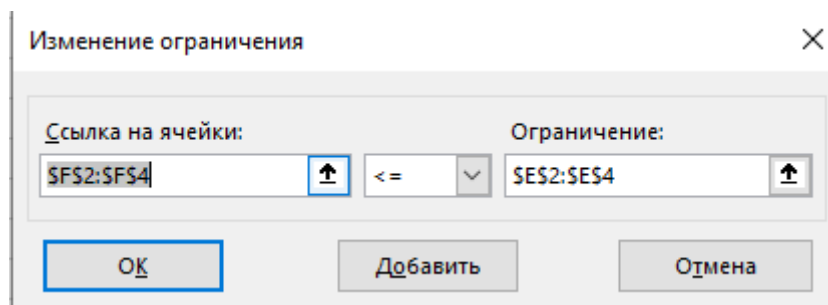 Изменение ограничения
Ссылка на ячейки:
Ограничение:
$F$2:$F$4
<=
$E$2:$E$4
ОК
Добавить
Отмена